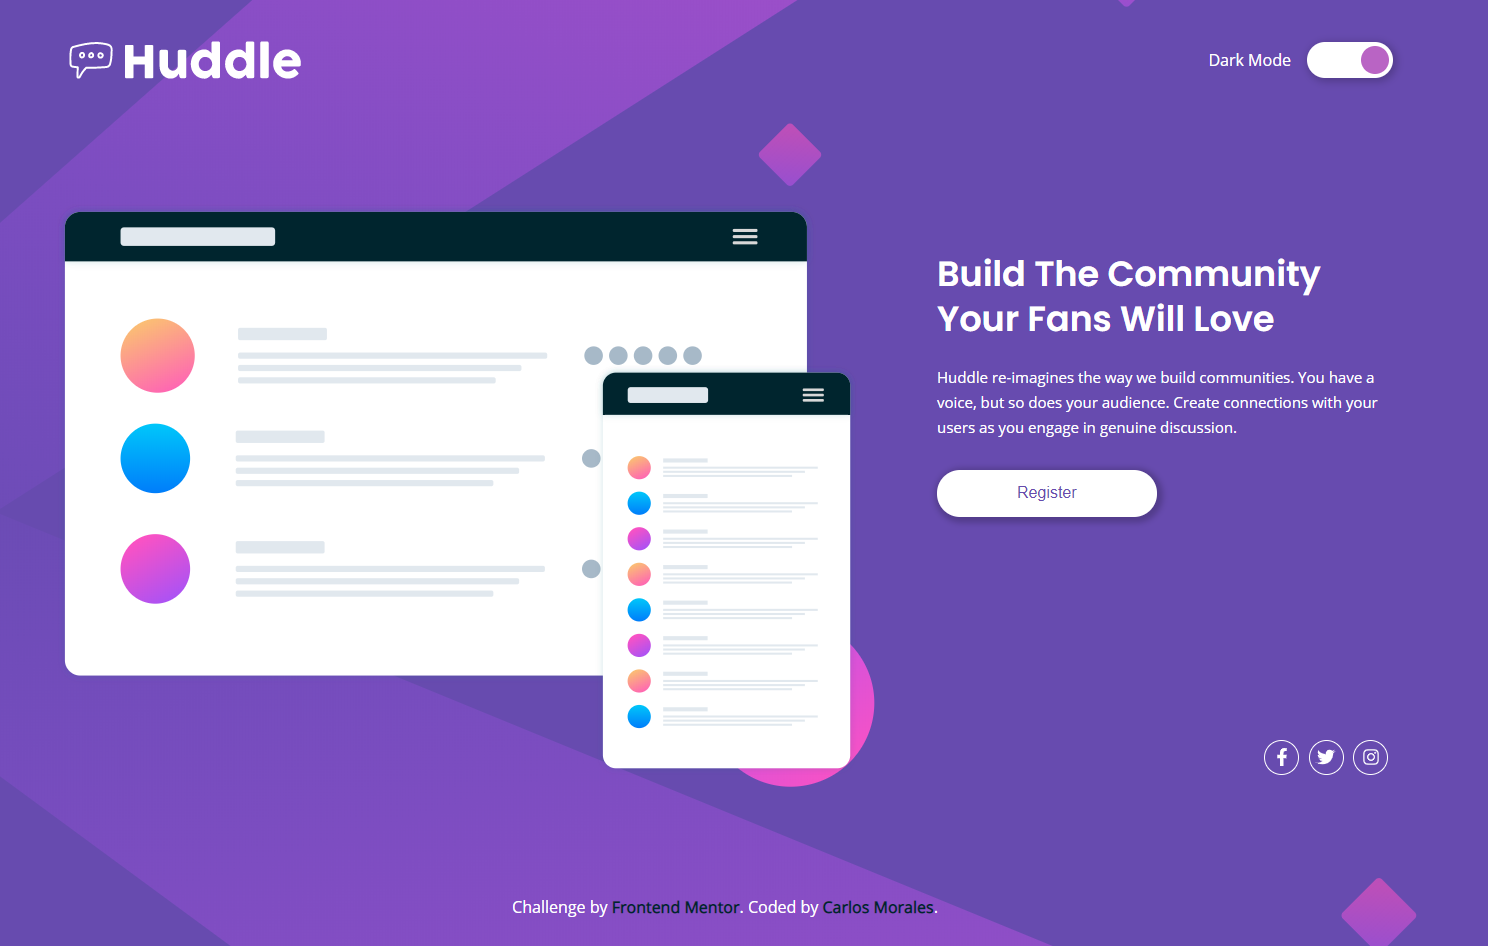 Huddle
Dark Mode
Build The Community
Your Fans Will Love
Huddle re-imagines the way we build communities. You have a
voice, but so does your audience. Create connections with your
users as you engage in genuine discussion.
Register
Challenge by Frontend Mentor. Coded by Carlos Morales.